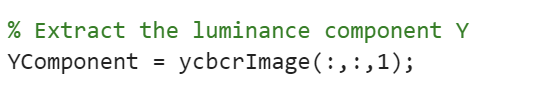 % Extract the luminance component Y
YComponent = ycbcrImage(:,:,1);